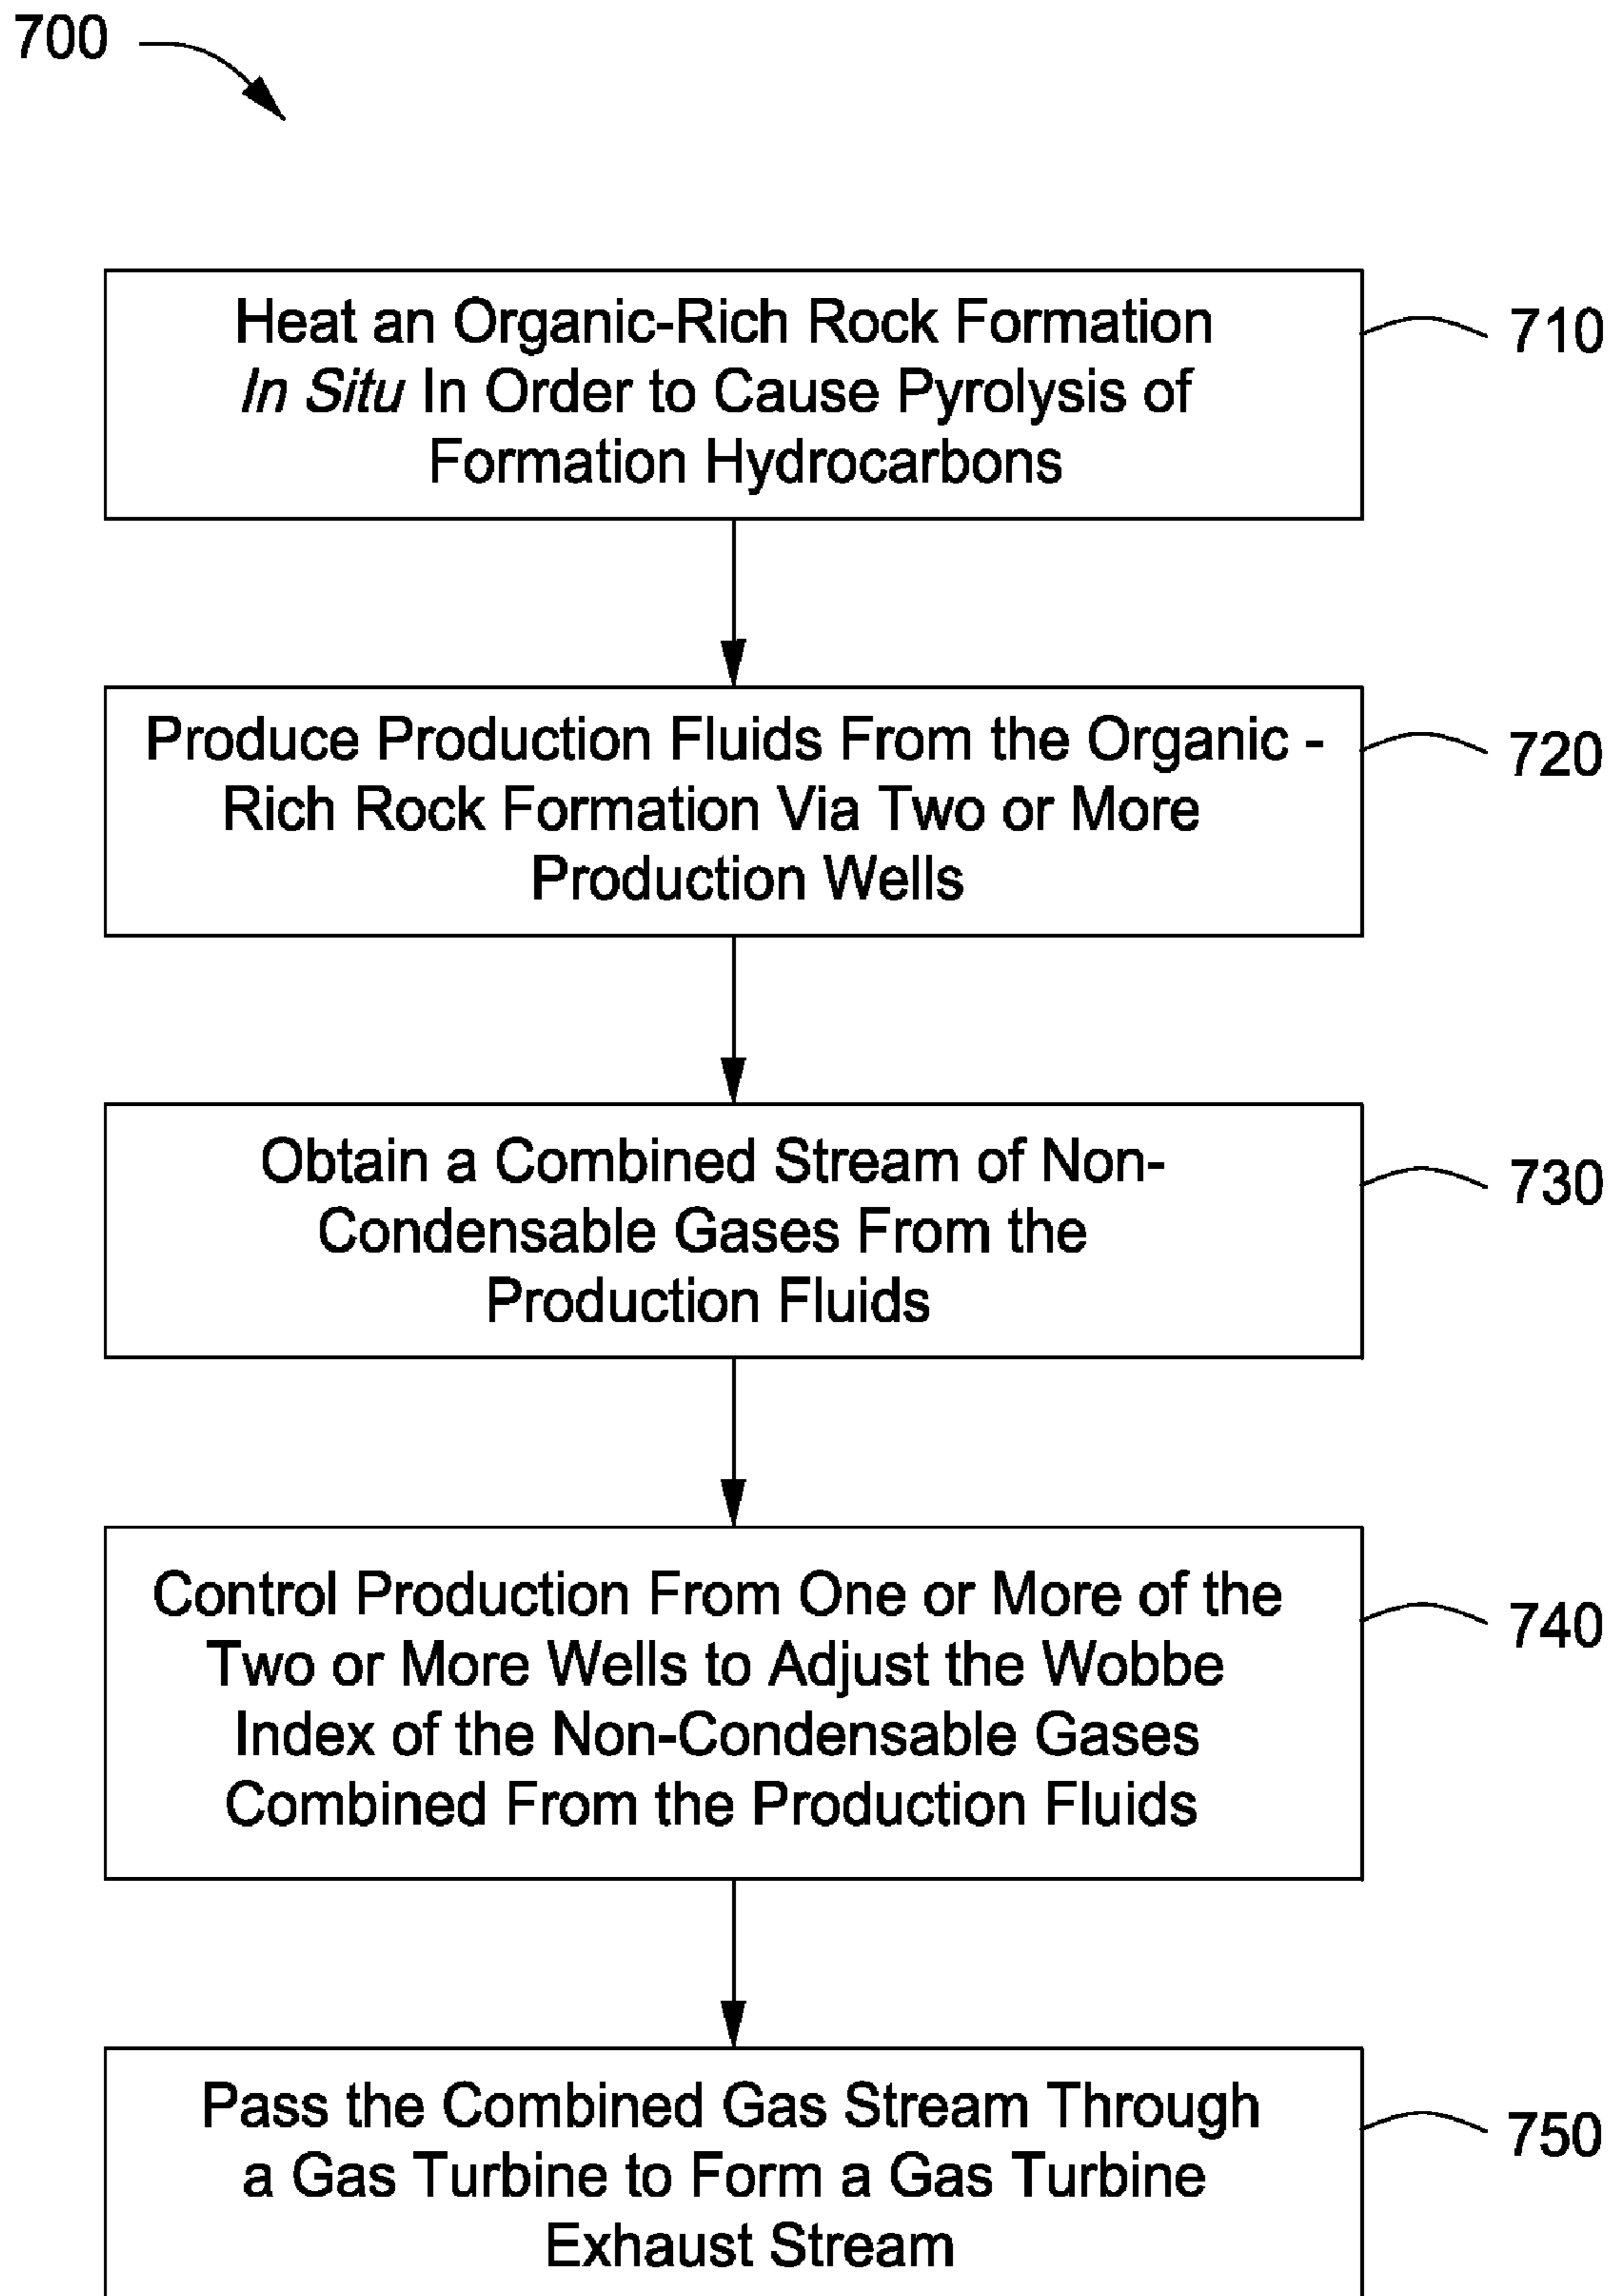 700
Heat an Organic-Rich Rock Formation
In Situ In Order to Cause Pyrolysis of
Formation Hydrocarbons
710
Produce Production Fluids From the Organic -
Rich Rock Formation Via Two or More
Production Wells
720
Obtain a Combined Stream of Non-
Condensable Gases From the
Production Fluids
730
Control Production From One or More of the
Two or More Wells to Adjust the Wobbe
Index of the Non-Condensable Gases
Combined From the Production Fluids
740
Pass the Combined Gas Stream Through
a Gas Turbine to Form a Gas Turbine
Exhaust Stream
750